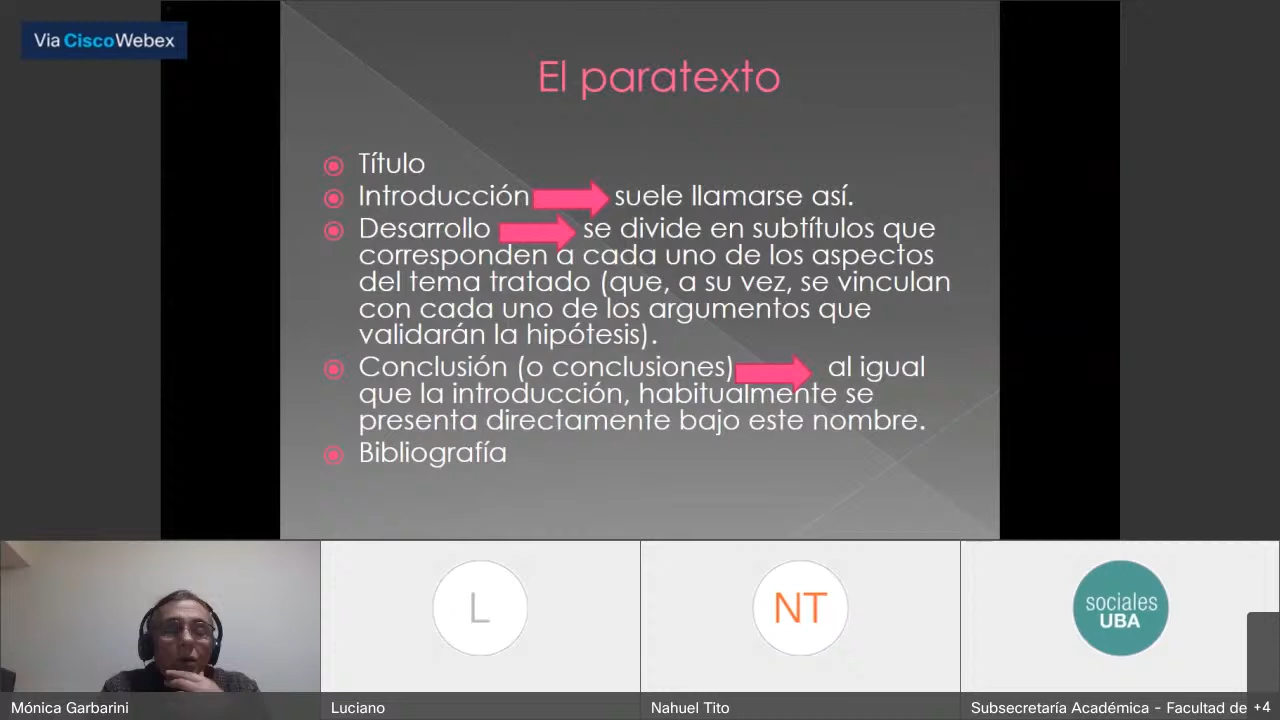 Via Cisco Webex
El paratexto
Título
Introducción suele llamarse así.
Desarrollo se divide en subtítulos que
corresponden a cada uno de los aspectos
del tema tratado (que, a su vez, se vinculan
con cada uno de los argumentos que
validarán la hipótesis).
Conclusión (o conclusiones) al igual
que la introducción, habitualmente se
presenta directamente bajo este nombre.
Bibliografía
L
NT
sociales
UBA
Mónica Garbarini
Luciano
Nahuel Tito
Subsecretaría Académica - Facultad de +4